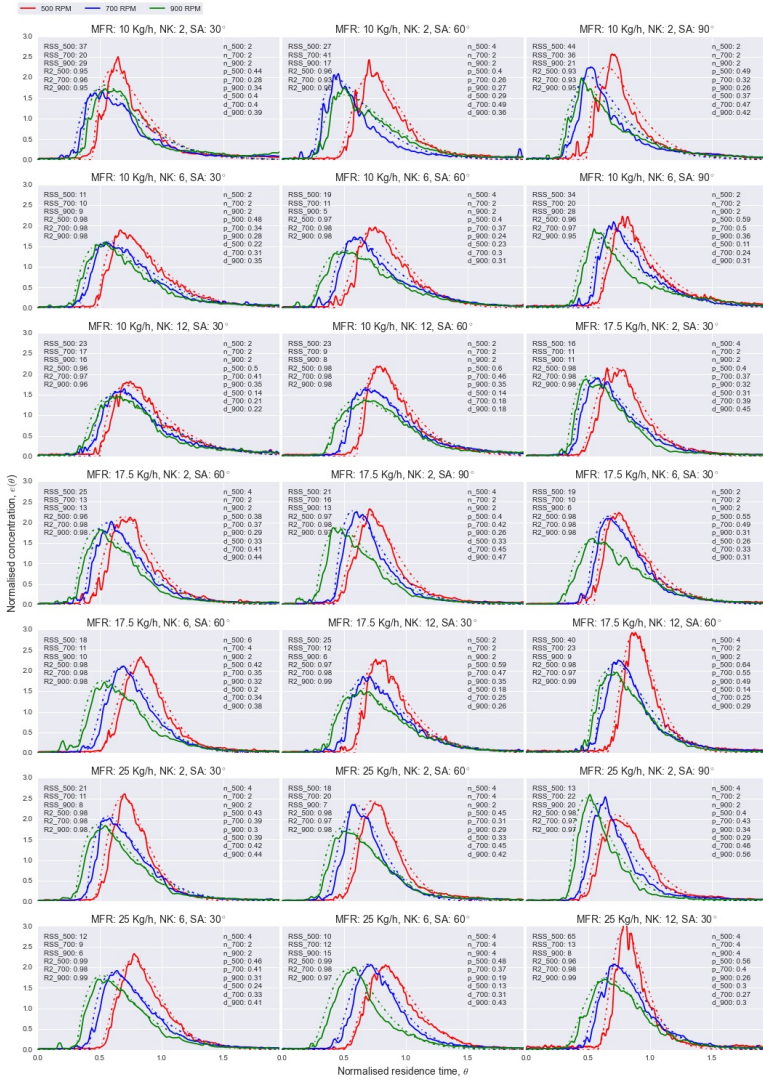 500 RPM 700 RPM 900 RPM
MFR: 10 Kg/h, NK: 2, SA: 30°
RSS_500: 37
RSS_700: 20
RSS_900: 29
R2_500: 0.95
R2_700: 0.96
R2_900: 0.95
n_500: 2
n_700: 2
n_900: 2
p_500: 0.44
p_700: 0.28
p_900: 0.34
d_500: 0.4
d_700: 0.4
d_900: 0.39
MFR: 10 Kg/h, NK: 2, SA: 60°
RSS_500: 27
RSS_700: 41
RSS_900: 17
R2_500: 0.96
R2_700: 0.93
n_500: 4
n_700: 2
n_900: 2
p_500: 0.4
p_700: 0.26
p_900: 0.27
d_500: 0.29
d_700: 0.49
d_900: 0.36
MFR: 10 Kg/h, NK: 2, SA: 90°
RSS_500: 44
RSS_700: 36
RSS_900: 21
R2_500: 0.93
R2_700: 0.93
R2_900: 0.95
n_500: 2
n_700: 2
n_900: 2
p_500: 0.49
p_700: 0.32
p_900: 0.26
d_500: 0.37
d_700: 0.47
d_900: 0.42
MFR: 10 Kg/h, NK: 6, SA: 30°
RSS_500: 11
RSS_700: 10
RSS_900: 9
R2_500: 0.98
R2_700: 0.98
R2_900: 0.98
n_500: 2
n_700: 2
n_900: 2
p_500: 0.48
p_700: 0.34
p_900: 0.28
d_500: 0.22
d_700: 0.31
d_900: 0.35
MFR: 10 Kg/h, NK: 6, SA: 60°
RSS_500: 19
RSS_700: 11
RSS_900: 5
R2_500: 0.97
R2_700: 0.98
R2_900: 0.98
n_500: 4
n_700: 2
n_900: 2
p_500: 0.4
p_700: 0.37
p_900: 0.24
d_500: 0.23
d_700: 0.3
d_900: 0.31
MFR: 10 Kg/h, NK: 6, SA: 90°
RSS_500: 34
RSS_700: 20
RSS_900: 28
R2_500: 0.96
R2_700: 0.97
R2_900: 0.95
n_500: 2
n_700: 2
n_900: 2
p_500: 0.59
p_700: 0.5
p_900: 0.36
d_500: 0.11
d_700: 0.24
d_900: 0.31
MFR: 10 Kg/h, NK: 12, SA: 30°
RSS_500: 23
RSS_700: 17
RSS_900: 16
R2_500: 0.96
R2_700: 0.97
R2_900: 0.96
n_500: 2
n_700: 2
n_900: 2
p_500: 0.5
p_700: 0.41
p_900: 0.35
d_500: 0.14
d_700: 0.21
d_900: 0.22
MFR: 10 Kg/h, NK: 12, SA: 60°
RSS_500: 23
RSS_700: 9
RSS_900: 8
R2_500: 0.98
R2_700: 0.98
R2_900: 0.98
n_500: 2
n_700: 2
n_900: 2
p_500: 0.6
p_700: 0.46
p_900: 0.35
d_500: 0.14
d_700: 0.18
d_900: 0.18
MFR: 17.5 Kg/h, NK: 2, SA: 30°
RSS_500: 16
RSS_700: 11
RSS_900: 11
R2_500: 0.98
R2_700: 0.98
R2_900: 0.98
n_500: 4
n_700: 2
n_900: 2
p_500: 0.4
p_700: 0.37
p_900: 0.32
d_500: 0.31
d_700: 0.39
d_900: 0.45
MFR: 17.5 Kg/h, NK: 2, SA: 60°
RSS_500: 25
RSS_700: 13
RSS_900: 13
R2_500: 0.96
R2_700: 0.98
R2_900: 0.98
n_500: 4
n_700: 2
n_900: 2
p_500: 0.38
p_700: 0.37
p_900: 0.29
d_500: 0.33
d_700: 0.41
d_900: 0.44
MFR: 17.5 Kg/h, NK: 2, SA: 90°
RSS_500: 21
RSS_700: 16
RSS_900: 13
R2_500: 0.97
R2_700: 0.98
n_500: 4
n_700: 2
n_900: 2
p_500: 0.4
p_700: 0.42
p_900: 0.26
d_500: 0.33
d_700: 0.45
d_900: 0.47
MFR: 17.5 Kg/h, NK: 6, SA: 30°
RSS_500: 19
RSS_700: 10
RSS_900: 6
R2_500: 0.98
R2_700: 0.98
R2_900: 0.98
n_500: 2
n_700: 2
n_900: 2
p_500: 0.55
p_700: 0.49
p_900: 0.31
d_500: 0.26
d_700: 0.33
d_900: 0.31
MFR: 17.5 Kg/h, NK: 6, SA: 60°
RSS_500: 18
RSS_700: 11
RSS_900: 10
R2_500: 0.98
R2_700: 0.98
R2_900: 0.98
n_500: 6
n_700: 4
n_900: 2
p_500: 0.42
p_700: 0.35
p_900: 0.32
d_500: 0.2
d_700: 0.34
d_900: 0.38
MFR: 17.5 Kg/h, NK: 12, SA: 30°
RSS_500: 25
RSS_700: 12
RSS_900: 6
R2_500: 0.97
R2_700: 0.98
R2_900: 0.99
n_500: 2
n_700: 2
n_900: 2
p_500: 0.59
p_700: 0.47
p_900: 0.35
d_500: 0.18
d_700: 0.25
d_900: 0.26
MFR: 17.5 Kg/h, NK: 12, SA: 60°
RSS_500: 40
RSS_700: 23
RSS_900: 9
R2_500: 0.98
R2_700: 0.97
R2_900: 0.99
n_500: 4
n_700: 2
n_900: 2
p_500: 0.64
p_700: 0.55
p_900: 0.49
d_500: 0.14
d_700: 0.25
d_900: 0.29
MFR: 25 Kg/h, NK: 2, SA: 30°
RSS_500: 21
RSS_700: 11
RSS_900: 8
R2_500: 0.98
R2_700: 0.98
R2_900: 0.98
n_500: 4
n_700: 2
n_900: 2
p_500: 0.43
p_700: 0.39
p_900: 0.3
d_500: 0.39
d_700: 0.42
d_900: 0.44
MFR: 25 Kg/h, NK: 2, SA: 60°
RSS_500: 18
RSS_700: 20
RSS_900: 7
R2_500: 0.98
R2_700: 0.97
R2_900: 0.98
n_500: 4
n_700: 4
n_900: 2
p_500: 0.45
p_700: 0.31
p_900: 0.29
d_500: 0.33
d_700: 0.45
d_900: 0.42
MFR: 25 Kg/h, NK: 2, SA: 90°
RSS_500: 13
RSS_700: 22
RSS_900: 20
R2_500: 0.98
R2_700: 0.97
R2_900: 0.97
n_500: 2
n_700: 4
n_900: 2
p_500: 0.4
p_700: 0.43
p_900: 0.34
d_500: 0.29
d_700: 0.46
d_900: 0.56
MFR: 25 Kg/h, NK: 6, SA: 30°
RSS_500: 12
RSS_700: 9
RSS_900: 6
R2_500: 0.99
R2_700: 0.98
R2_900: 0.99
n_500: 4
n_700: 2
n_900: 2
p_500: 0.46
p_700: 0.41
p_900: 0.31
d_500: 0.24
d_700: 0.33
d_900: 0.41
MFR: 25 Kg/h, NK: 6, SA: 60°
RSS_500: 10
RSS_700: 12
RSS_900: 15
R2_500: 0.99
R2_700: 0.98
R2_900: 0.97
n_500: 4
n_700: 4
n_900: 4
p_500: 0.48
p_700: 0.37
p_900: 0.19
d_500: 0.13
d_700: 0.31
d_900: 0.43
MFR: 25 Kg/h, NK: 12, SA: 30°
RSS_500: 65
RSS_700: 13
RSS_900: 8
R2_500: 0.96
R2_700: 0.98
R2_900: 0.99
n_500: 4
n_700: 4
n_900: 4
p_500: 0.56
p_700: 0.4
p_900: 0.26
d_500: 0.3
d_700: 0.27
d_900: 0.3
Normalised concentration, e(θ)
3.0
2.5
2.0
1.5
1.0
0.5
0.0
0.0 0.5 1.0 1.5 0.0 0.5 1.0 1.5 0.0 0.5 1.0 1.5
Normalised residence time, θ